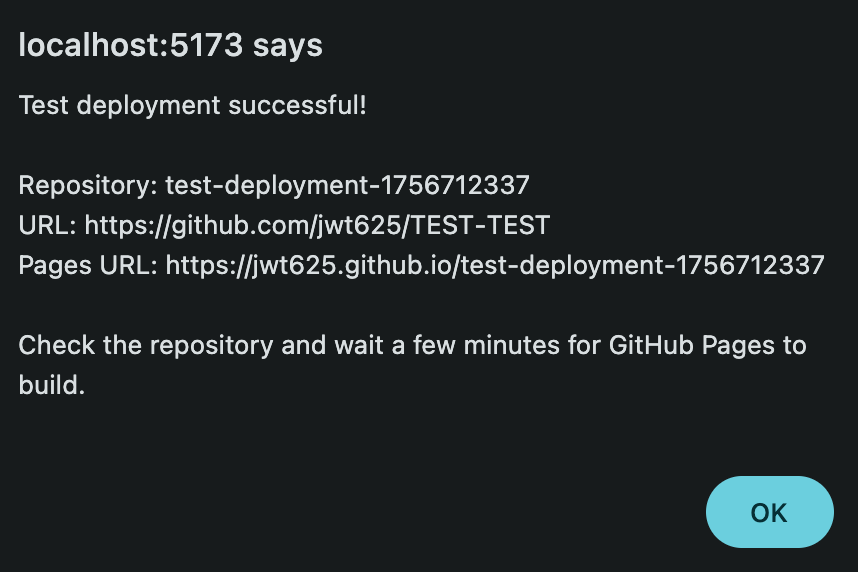 localhost:5173 says
Test deployment successful!
Repository: test-deployment-1756712337
URL: https://github.com/jwt625/TEST-TEST
Pages URL: https://jwt625.github.io/test-deployment-1756712337
Check the repository and wait a few minutes for GitHub Pages to
build.
OK